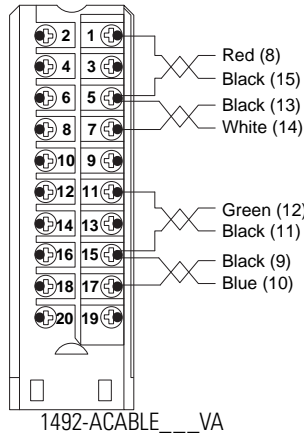 2 1
Red (8)
4 3
Black (15)
6 5
Black (13)
8 7
White (14)
10 9
12 11
Green (12)
14 13
Black (11)
16 15
Black (9)
18 17
Blue (10)
20 19
1492-ACABLE___VA